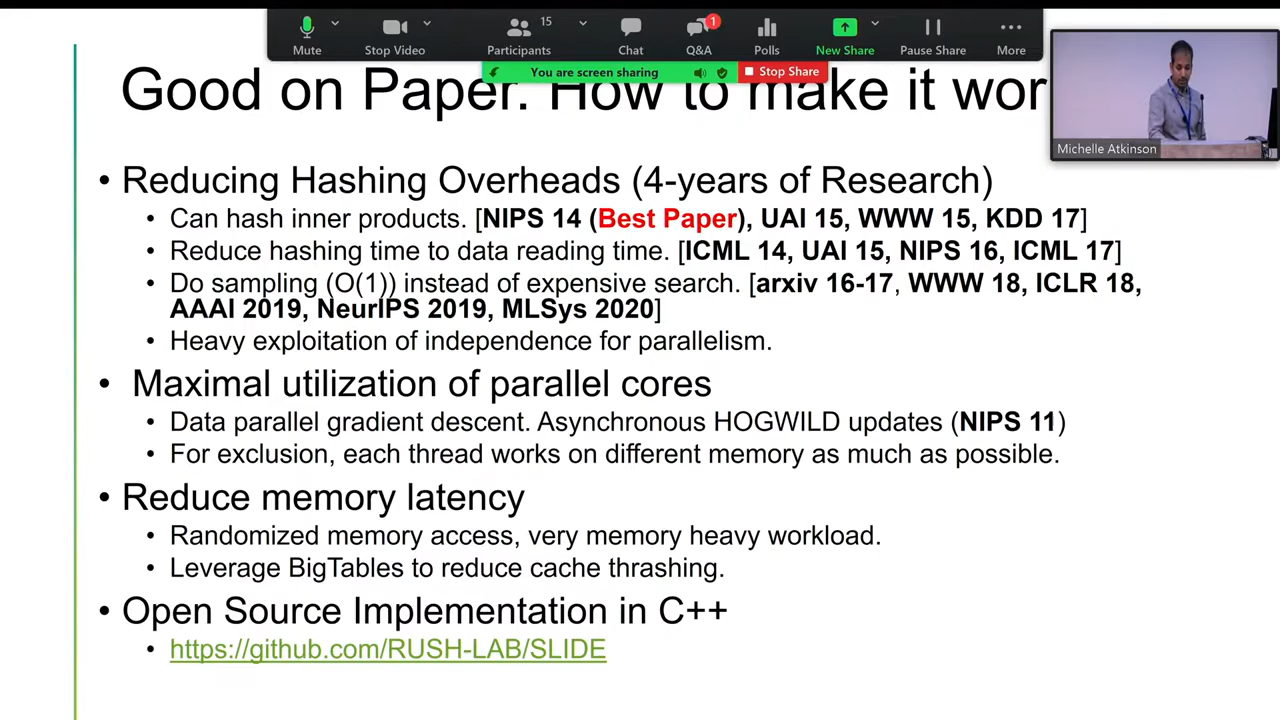 Mute
Stop Video
Participants
15
Chat
Q&A
1
Polls
New Share
Pause Share
More
You are screen sharing
Stop Share
Michelle Atkinson
Good on Paper. How to make it wor
• Reducing Hashing Overheads (4-years of Research)
• Can hash inner products. [NIPS 14 (Best Paper), UAI 15, WWW 15, KDD 17]
• Reduce hashing time to data reading time. [ICML 14, UAI 15, NIPS 16, ICML 17]
• Do sampling (O(1)) instead of expensive search. [arxiv 16-17, WWW 18, ICLR 18,
AAAI 2019, NeurIPS 2019, MLSys 2020]
• Heavy exploitation of independence for parallelism.
• Maximal utilization of parallel cores
• Data parallel gradient descent. Asynchronous HOGWILD updates (NIPS 11)
• For exclusion, each thread works on different memory as much as possible.
• Reduce memory latency
• Randomized memory access, very memory heavy workload.
• Leverage BigTables to reduce cache thrashing.
• Open Source Implementation in C++
• https://github.com/RUSH-LAB/SLIDE